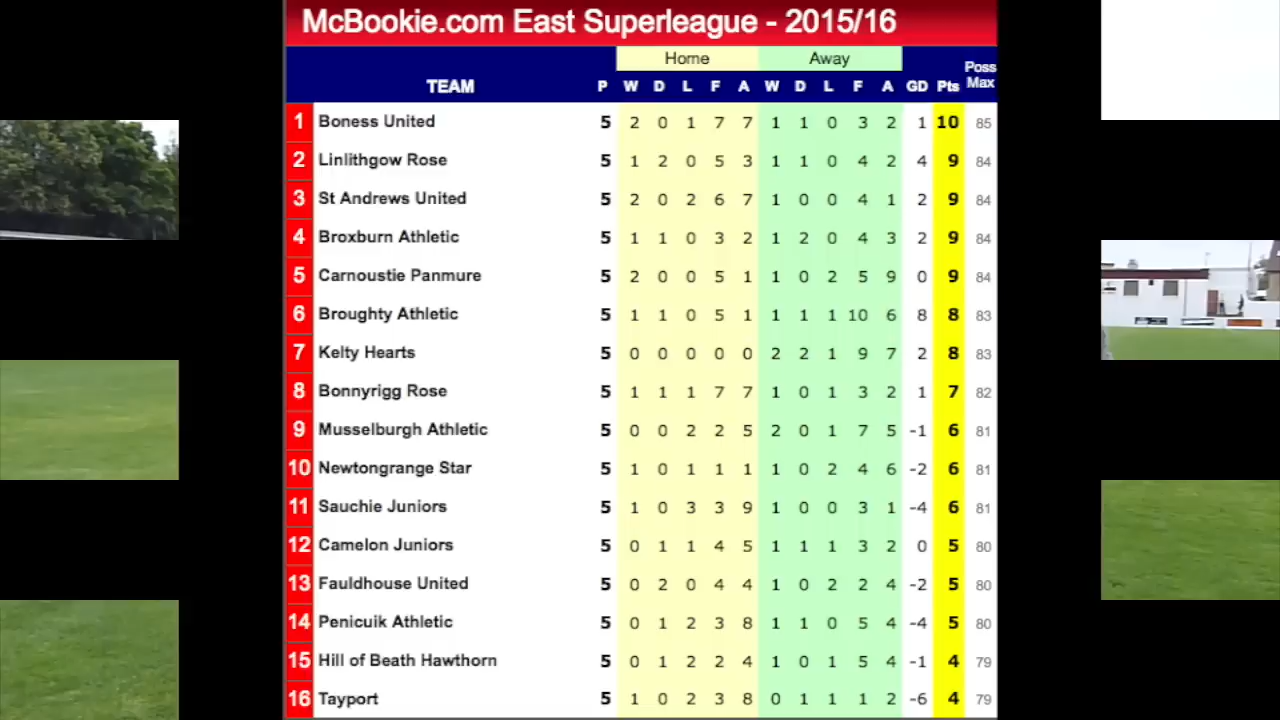 McBookie.com East Superleague - 2015/16
Home Away
TEAM P W D L F A W D L F A GD Pts Poss Max
1 Boness United 5 2 0 1 7 7 1 1 0 3 2 1 10 85
2 Linlithgow Rose 5 1 2 0 5 3 1 1 0 4 2 4 9 84
3 St Andrews United 5 2 0 2 6 7 1 0 0 4 1 2 9 84
4 Broxburn Athletic 5 1 1 0 3 2 1 2 0 4 3 2 9 84
5 Carnoustie Panmure 5 2 0 0 5 1 1 0 2 5 9 0 9 84
6 Broughty Athletic 5 1 1 0 5 1 1 1 1 10 6 8 8 83
7 Kelty Hearts 5 0 0 0 0 0 2 2 1 9 7 2 8 83
8 Bonnyrigg Rose 5 1 1 1 7 7 1 0 1 3 2 1 7 82
9 Musselburgh Athletic 5 0 0 2 2 5 2 0 1 7 5 -1 6 81
10 Newtongrange Star 5 1 0 1 1 1 1 0 2 4 6 -2 6 81
11 Sauchie Juniors 5 1 0 3 3 9 1 0 0 3 1 -4 6 81
12 Camelon Juniors 5 0 1 1 4 5 1 1 1 3 2 0 5 80
13 Fauldhouse United 5 0 2 0 4 4 1 0 2 2 4 -2 5 80
14 Penicuik Athletic 5 0 1 2 3 8 1 1 0 5 4 -4 5 80
15 Hill of Beath Hawthorn 5 0 1 2 2 4 1 0 1 5 4 -1 4 79
16 Tayport 5 1 0 2 3 8 0 1 1 1 2 -6 4 79